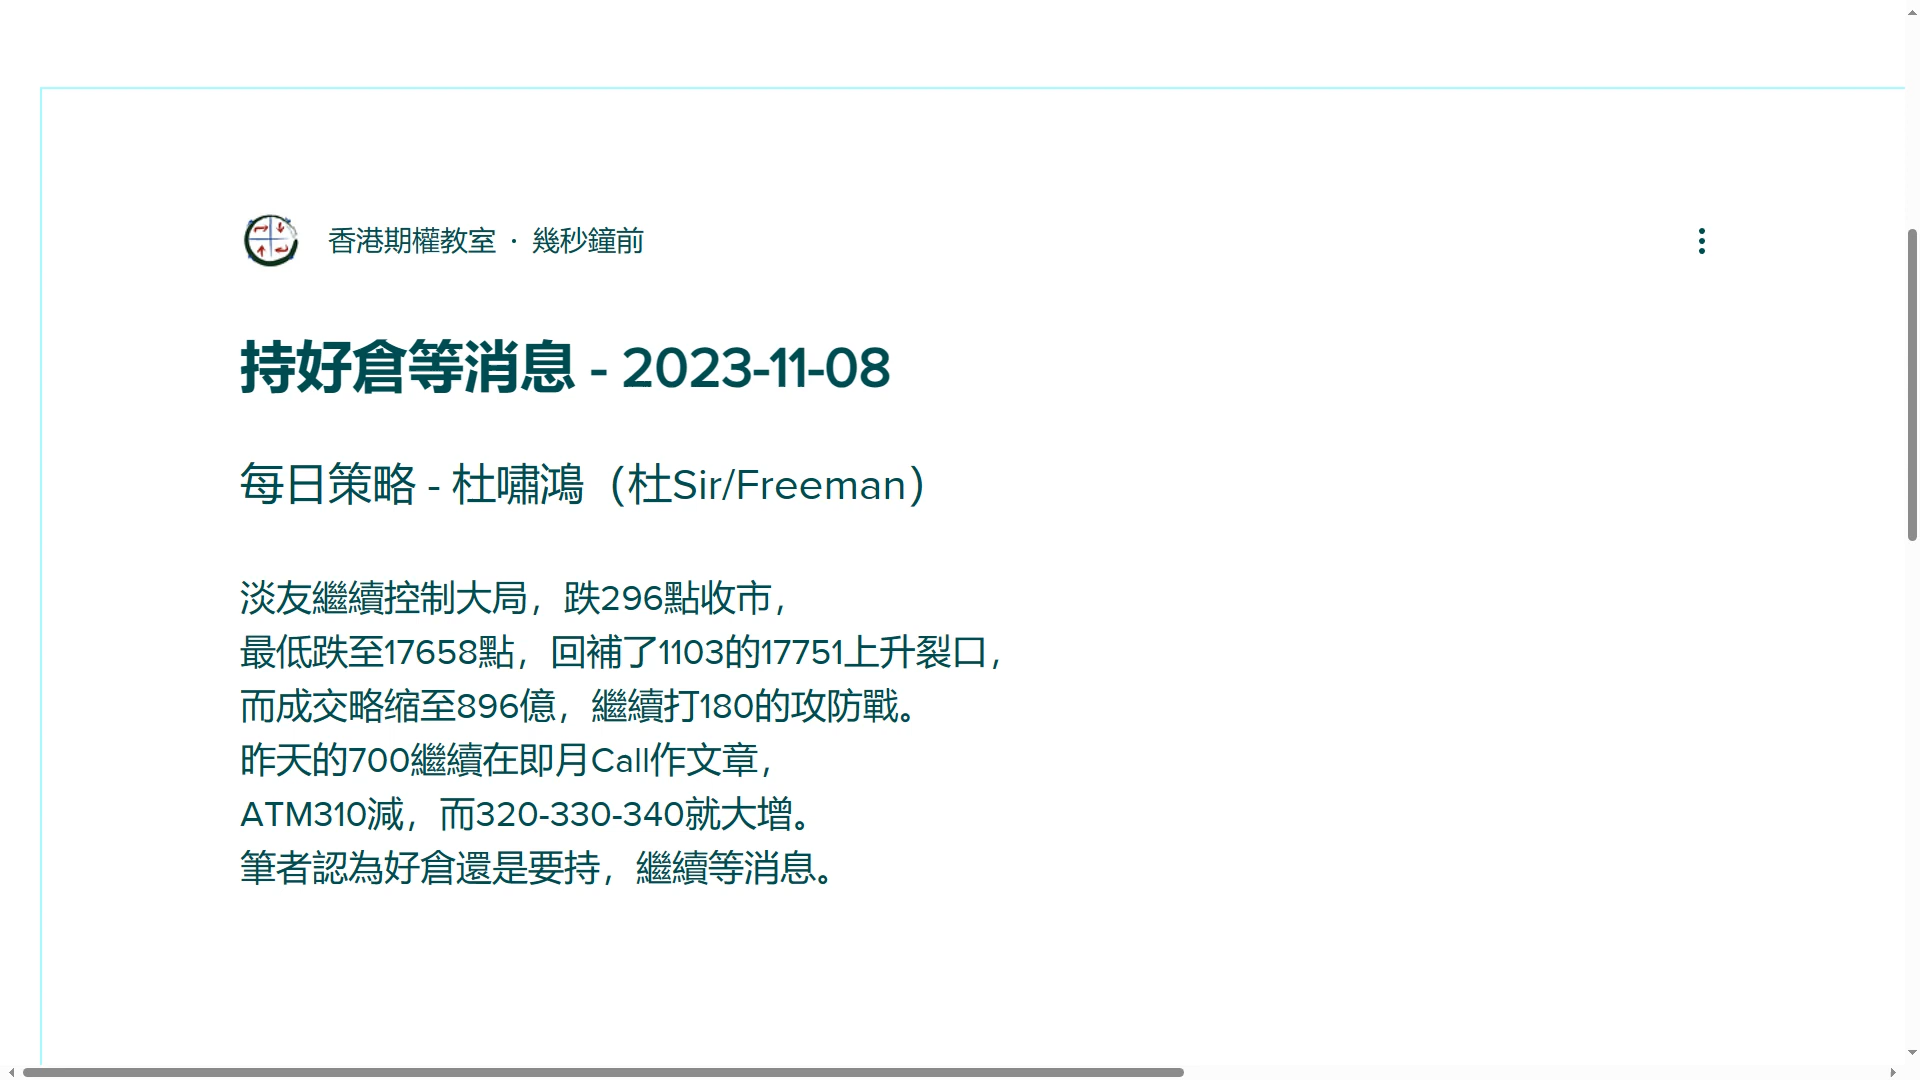 香港期權教室 · 幾秒鐘前
持好倉等消息 - 2023-11-08
每日策略 - 杜嘯鴻（杜Sir/Freeman）
淡友繼續控制大局，跌296點收市，
最低跌至17658點，回補了1103的17751上升裂口，
而成交略缩至896億，繼續打180的攻防戰。
昨天的700繼續在即月Call作文章，
ATM310減，而320-330-340就大增。
筆者認為好倉還是要持，繼續等消息。